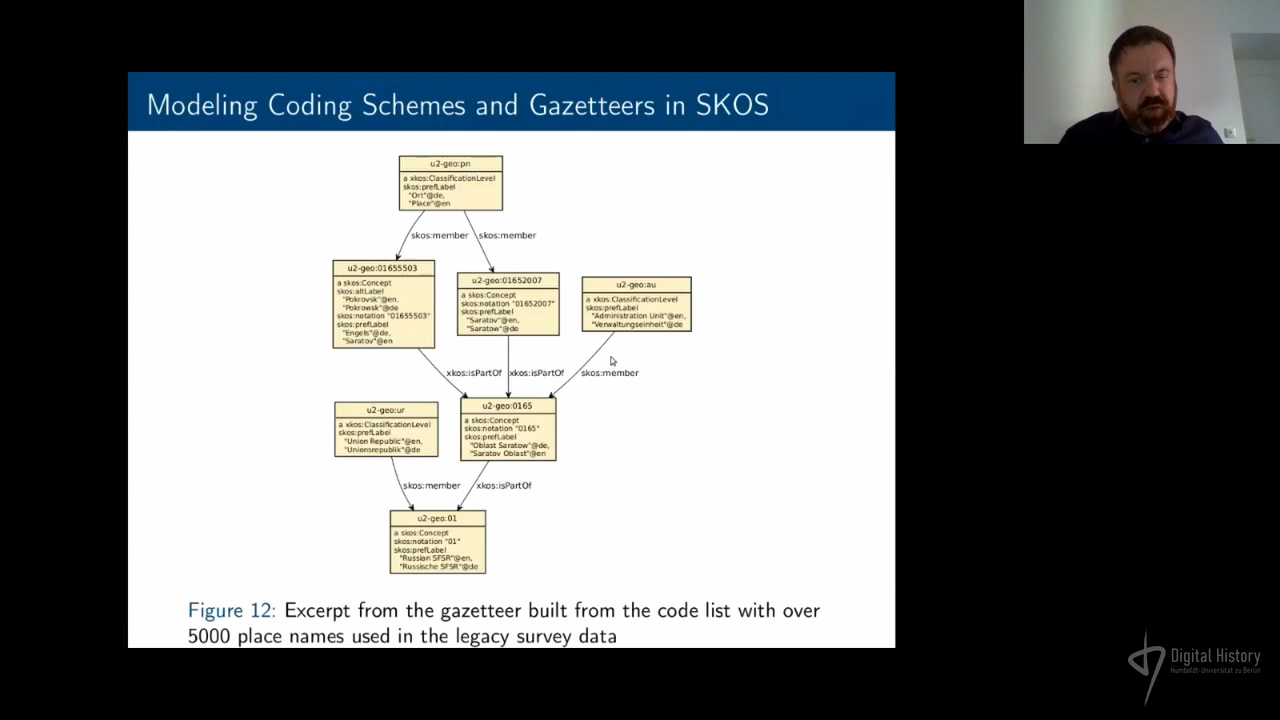 Modeling Coding Schemes and Gazetteers in SKOS
u2-geo:pn
a xkos:ClassificationLevel
skos:prefLabel
"Ort"@de,
"Place"@en
skos:member
skos:member
u2-geo:01655503
a skos:Concept
skos:altLabel
"Pokrovsk"@en,
"Pokrowsk"@de
skos:notation "01655503"
skos:prefLabel
"Engels"@de,
"Saratov"@en
u2-geo:01652007
a skos:Concept
skos:notation "01652007"
skos:prefLabel
"Saratov"@en,
"Saratow"@de
u2-geo:au
a xkos:ClassificationLevel
skos:prefLabel
"Administration Unit"@en,
"Verwaltungseinheit"@de
xkos:isPartOf
xkos:isPartOf
skos:member
u2-geo:ur
a xkos:ClassificationLevel
skos:prefLabel
"Union Republic"@en,
"Unionsrepublik"@de
u2-geo:0165
a skos:Concept
skos:notation "0165"
skos:prefLabel
"Oblast Saratow"@de,
"Saratov Oblast"@en
skos:member
xkos:isPartOf
u2-geo:01
a skos:Concept
skos:notation "01"
skos:prefLabel
"Russian SFSR"@en,
"Russische SFSR"@de
Figure 12: Excerpt from the gazetteer built from the code list with over
5000 place names used in the legacy survey data
Digital History
Humboldt-Universität zu Berlin